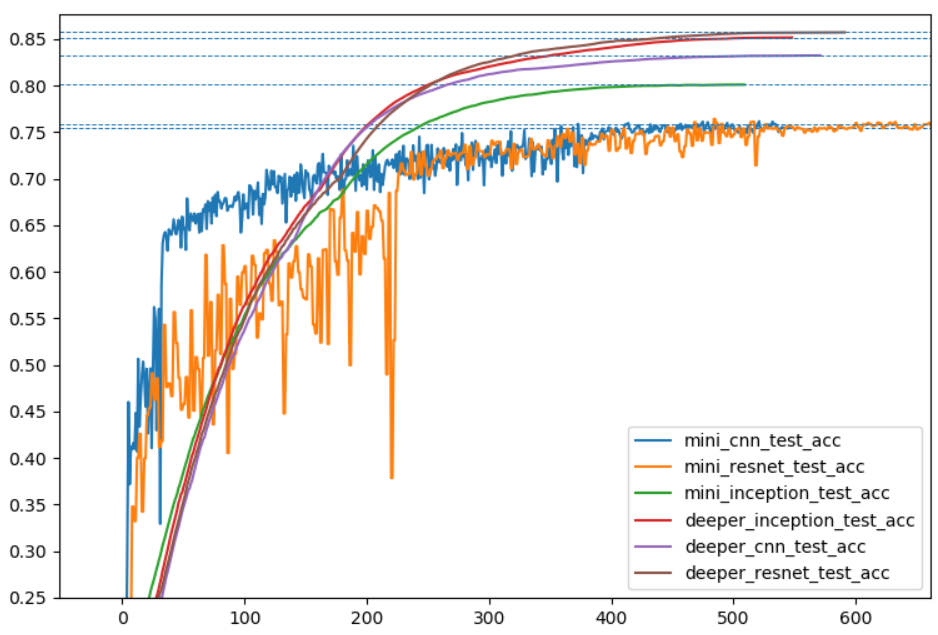 0.85
0.80
0.75
0.70
0.65
0.60
0.55
0.50
0.45
0.40
0.35
0.30
0.25
mini_cnn_test_acc
mini_resnet_test_acc
mini_inception_test_acc
deeper_inception_test_acc
deeper_cnn_test_acc
deeper_resnet_test_acc
0 100 200 300 400 500 600